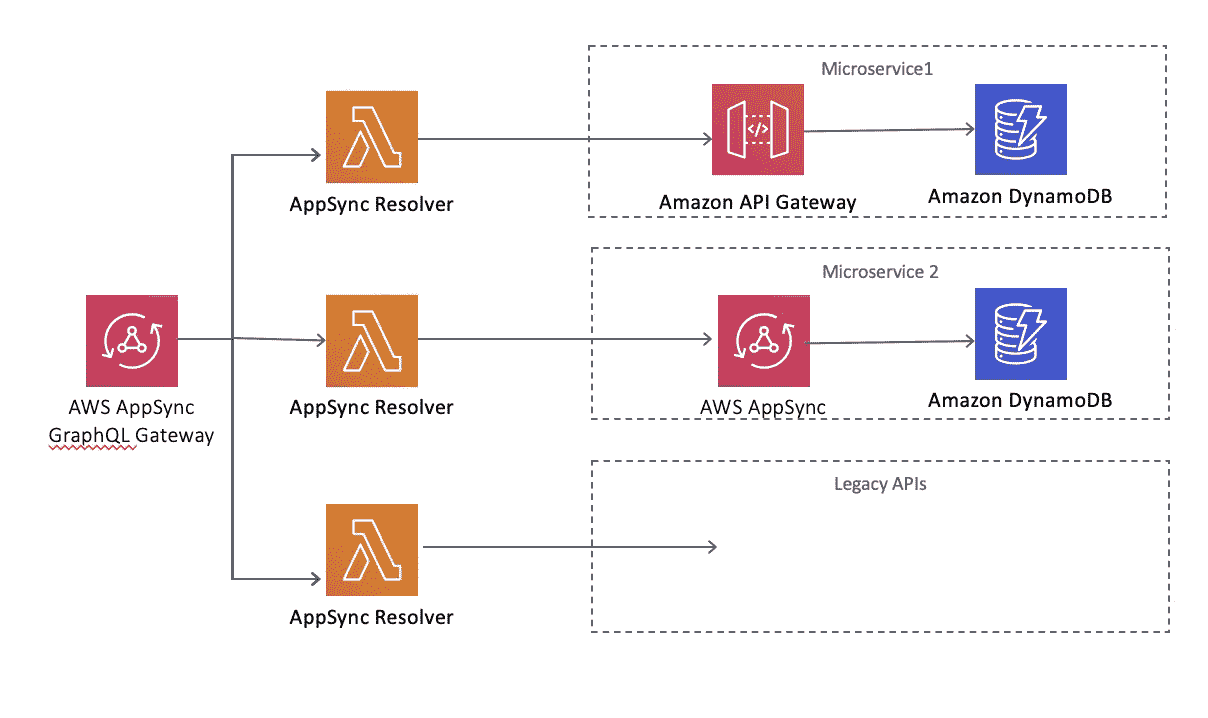 Microservice1
</>
AppSync Resolver
Amazon API Gateway
Amazon DynamoDB
Microservice 2
AWS AppSync
GraphQL Gateway
AppSync Resolver
AWS AppSync
Amazon DynamoDB
Legacy APIs
AppSync Resolver